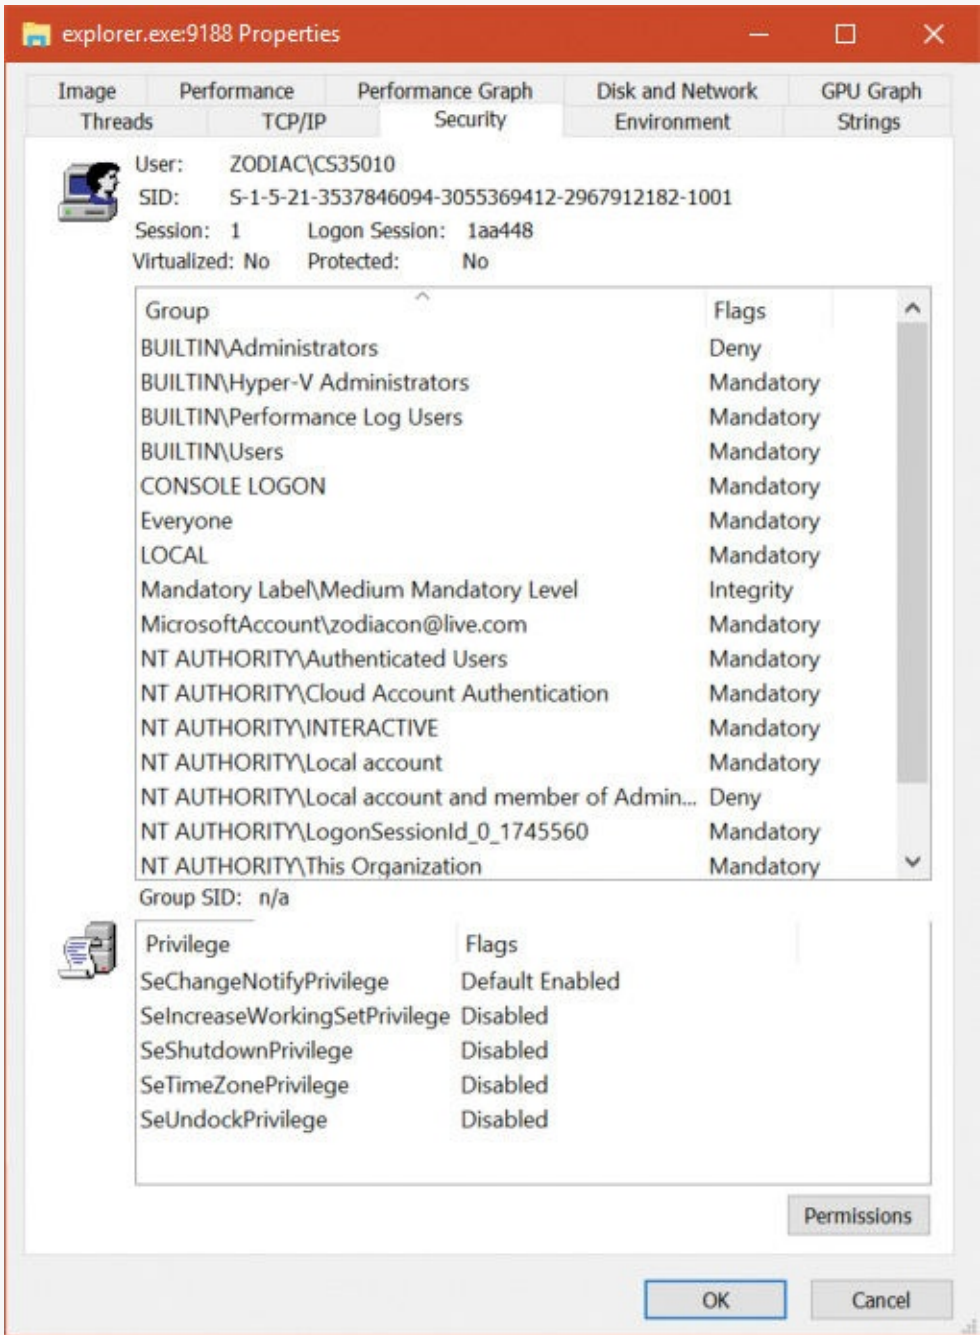 explorer.exe:9188 Properties
Image Performance Performance Graph Disk and Network GPU Graph
Threads TCP/IP Security Environment Strings
User: ZODIAC\CS35010
SID: S-1-5-21-3537846094-3055369412-2967912182-1001
Session: 1 Logon Session: 1aa448
Virtualized: No Protected: No
Group Flags
BUILTIN\Administrators Deny
BUILTIN\Hyper-V Administrators Mandatory
BUILTIN\Performance Log Users Mandatory
BUILTIN\Users Mandatory
CONSOLE LOGON Mandatory
Everyone Mandatory
LOCAL Mandatory
Mandatory Label\Medium Mandatory Level Integrity
MicrosoftAccount\zodiacon@live.com Mandatory
NT AUTHORITY\Authenticated Users Mandatory
NT AUTHORITY\Cloud Account Authentication Mandatory
NT AUTHORITY\INTERACTIVE Mandatory
NT AUTHORITY\Local account Mandatory
NT AUTHORITY\Local account and member of Admin... Deny
NT AUTHORITY\LogonSessionId_0_1745560 Mandatory
NT AUTHORITY\This Organization Mandatory
Group SID: n/a
Privilege Flags
SeChangeNotifyPrivilege Default Enabled
SeIncreaseWorkingSetPrivilege Disabled
SeShutdownPrivilege Disabled
SeTimeZonePrivilege Disabled
SeUndockPrivilege Disabled
Permissions
OK Cancel